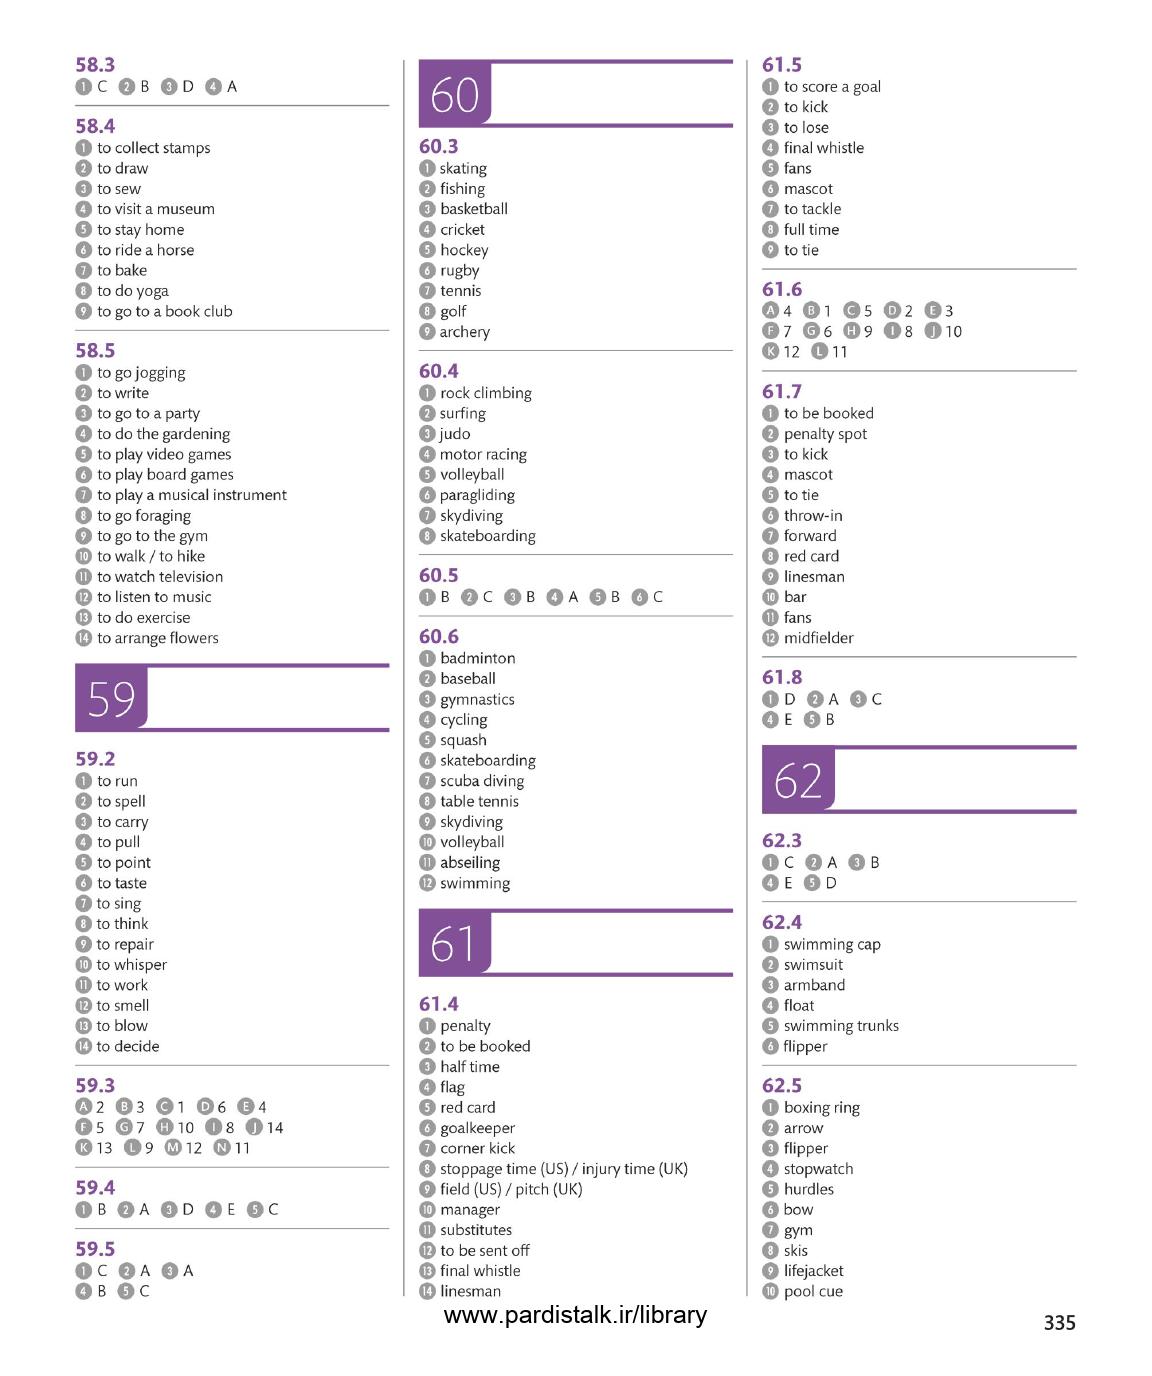 58.3
1 C 2 B 3 D 4 A
58.4
1 to collect stamps
2 to draw
3 to sew
4 to visit a museum
5 to stay home
6 to ride a horse
7 to bake
8 to do yoga
9 to go to a book club
58.5
1 to go jogging
2 to write
3 to go to a party
4 to do the gardening
5 to play video games
6 to play board games
7 to play a musical instrument
8 to go foraging
9 to go to the gym
10 to walk / to hike
11 to watch television
12 to listen to music
13 to do exercise
14 to arrange flowers
59
59.2
1 to run
2 to spell
3 to carry
4 to pull
5 to point
6 to taste
7 to sing
8 to think
9 to repair
10 to whisper
11 to work
12 to smell
13 to blow
14 to decide
59.3
A 2 B 3 C 1 D 6 E 4
F 5 G 7 H 10 I 8 J 14
K 13 L 9 M 12 N 11
59.4
1 B 2 A 3 D 4 E 5 C
59.5
1 C 2 A 3 A
4 B 5 C
60
60.3
1 skating
2 fishing
3 basketball
4 cricket
5 hockey
6 rugby
7 tennis
8 golf
9 archery
60.4
1 rock climbing
2 surfing
3 judo
4 motor racing
5 volleyball
6 paragliding
7 skydiving
8 skateboarding
60.5
1 B 2 C 3 B 4 A 5 B 6 C
60.6
1 badminton
2 baseball
3 gymnastics
4 cycling
5 squash
6 skateboarding
7 scuba diving
8 table tennis
9 skydiving
10 volleyball
11 abseiling
12 swimming
61
61.4
1 penalty
2 to be booked
3 half time
4 flag
5 red card
6 goalkeeper
7 corner kick
8 stoppage time (US) / injury time (UK)
9 field (US) / pitch (UK)
10 manager
11 substitutes
12 to be sent off
13 final whistle
14 linesman
61.5
1 to score a goal
2 to kick
3 to lose
4 final whistle
5 fans
6 mascot
7 to tackle
8 full time
9 to tie
61.6
A 4 B 1 C 5 D 2 E 3
F 7 G 6 H 9 I 8 J 10
K 12 L 11
61.7
1 to be booked
2 penalty spot
3 to kick
4 mascot
5 to tie
6 throw-in
7 forward
8 red card
9 linesman
10 bar
11 fans
12 midfielder
61.8
1 D 2 A 3 C
4 E 5 B
62
62.3
1 C 2 A 3 B
4 E 5 D
62.4
1 swimming cap
2 swimsuit
3 armband
4 float
5 swimming trunks
6 flipper
62.5
1 boxing ring
2 arrow
3 flipper
4 stopwatch
5 hurdles
6 bow
7 gym
8 skis
9 lifejacket
10 pool cue
www.pardistalk.ir/library
335